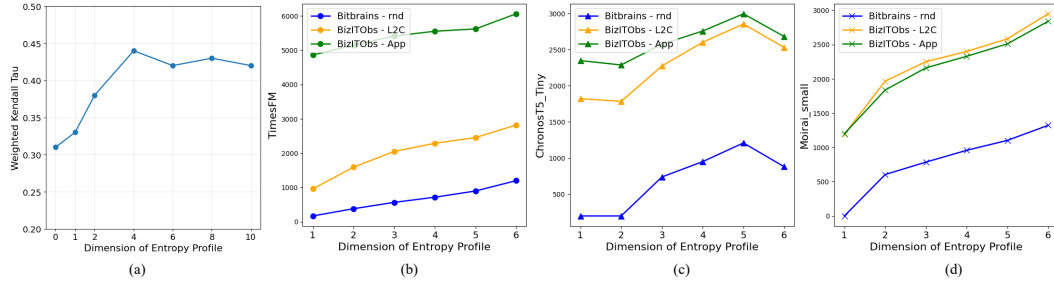 0.50
0.45
0.40
0.35
0.30
0.25
0.20
Weighted Kendall Tau
0 1 2 4 6 8 10
Dimension of Entropy Profile
(a)
Bitbrains - rnd
BizITObs - L2C
BizITObs - App
6000
5000
4000
3000
2000
1000
0
TimesFM
1 2 3 4 5 6
Dimension of Entropy Profile
(b)
Bitbrains - rnd
BizITObs - L2C
BizITObs - App
3000
2500
2000
1500
1000
500
ChronosT5_Tiny
1 2 3 4 5 6
Dimension of Entropy Profile
(c)
Bitbrains - rnd
BizITObs - L2C
BizITObs - App
3000
2500
2000
1500
1000
500
0
Moirai_small
1 2 3 4 5 6
Dimension of Entropy Profile
(d)